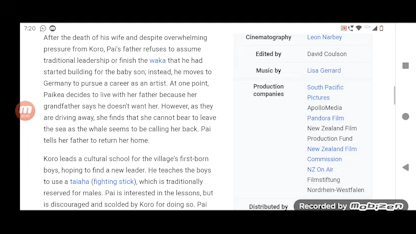 7:20
After the death of his wife and despite overwhelming
pressure from Koro, Pai's father refuses to assume
traditional leadership or finish the waka that he had
started building for the baby son; instead, he moves to
Germany to pursue a career as an artist. At one point,
Paikea decides to live with her father because her
grandfather says he doesn't want her. However, as they
are driving away, she finds that she cannot bear to leave
the sea as the whale seems to be calling her back. Pai
tells her father to return her home.
Koro leads a cultural school for the village's first-born
boys, hoping to find a new leader. He teaches the boys
to use a taiaha (fighting stick), which is traditionally
reserved for males. Pai is interested in the lessons, but
is discouraged and scolded by Koro for doing so. Pai
Cinematography Leon Narbey
Edited by David Coulson
Music by Lisa Gerrard
Production South Pacific
companies Pictures
ApolloMedia
Pandora Film
New Zealand Film
Production Fund
New Zealand Film
Commission
NZ On Air
Filmstiftung
Nordrhein-Westfalen
Distributed by
Recorded by Mobizen